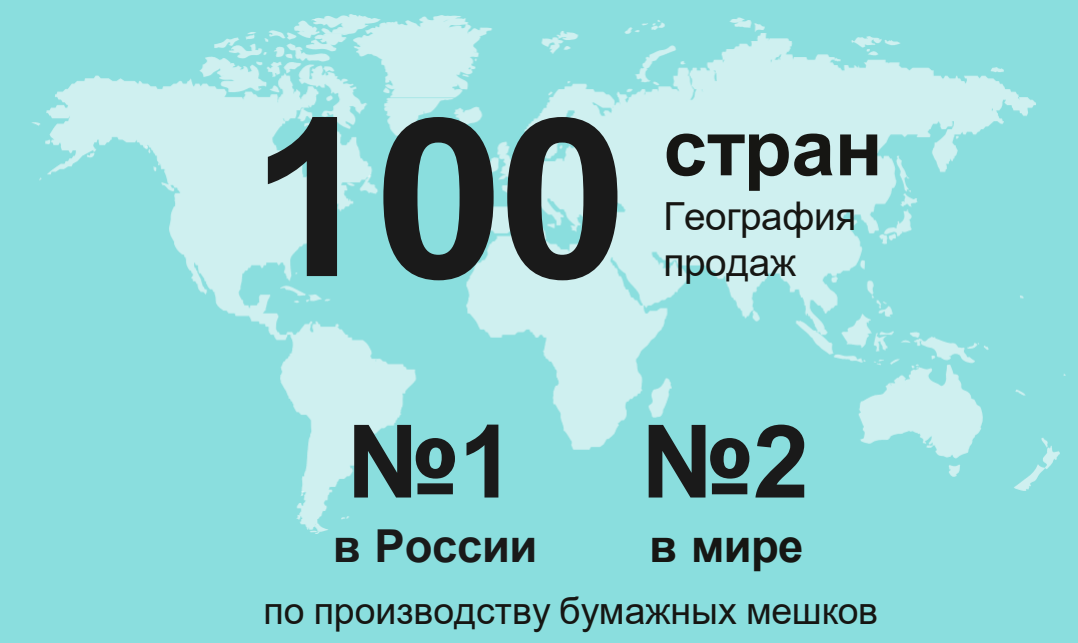 100 стран
География
продаж
№1 №2
в России в мире
по производству бумажных мешков